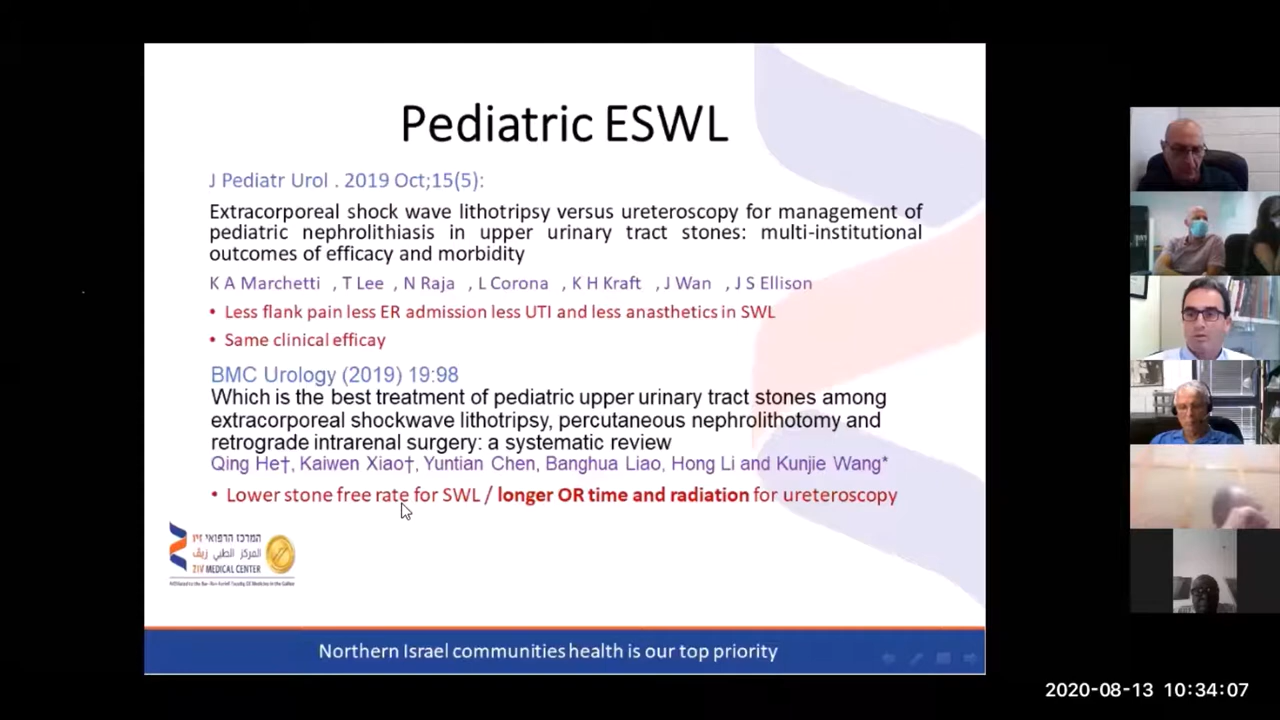 Pediatric ESWL
J Pediatr Urol . 2019 Oct;15(5):
Extracorporeal shock wave lithotripsy versus ureteroscopy for management of
pediatric nephrolithiasis in upper urinary tract stones: multi-institutional
outcomes of efficacy and morbidity
K A Marchetti , T Lee , N Raja , L Corona , K H Kraft , J Wan , J S Ellison
• Less flank pain less ER admission less UTI and less anasthetics in SWL
• Same clinical efficay
BMC Urology (2019) 19:98
Which is the best treatment of pediatric upper urinary tract stones among
extracorporeal shockwave lithotripsy, percutaneous nephrolithotomy and
retrograde intrarenal surgery: a systematic review
Qing He†, Kaiwen Xiao†, Yuntian Chen, Banghua Liao, Hong Li and Kunjie Wang*
• Lower stone free rate for SWL / longer OR time and radiation for ureteroscopy
המרכז הרפואי זיו
المركز الطبي زيف
ZIV MEDICAL CENTER
Northern Israel communities health is our top priority
2020-08-13 10:34:07